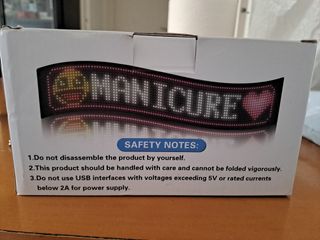 MANICURE
SAFETY NOTES:
1.Do not disassemble the product by yourself.
2.This product should be handled with care and cannot be folded vigorously.
3.Do not use USB interfaces with voltages exceeding 5V or rated currents
below 2A for power supply.